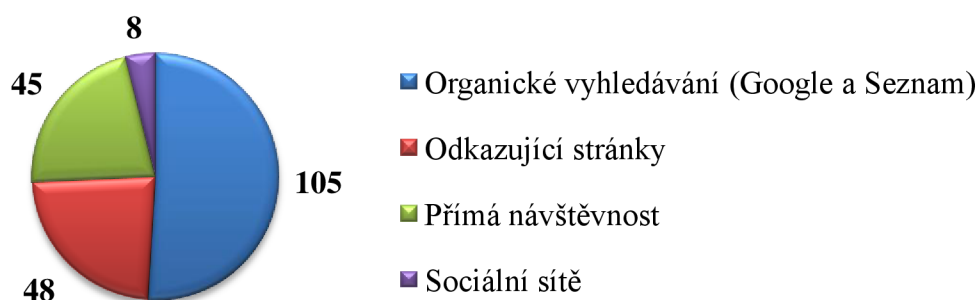 8
45
105
48
Organické vyhledávání (Google a Seznam)
Odkazující stránky
Přímá návštěvnost
Sociální sítě